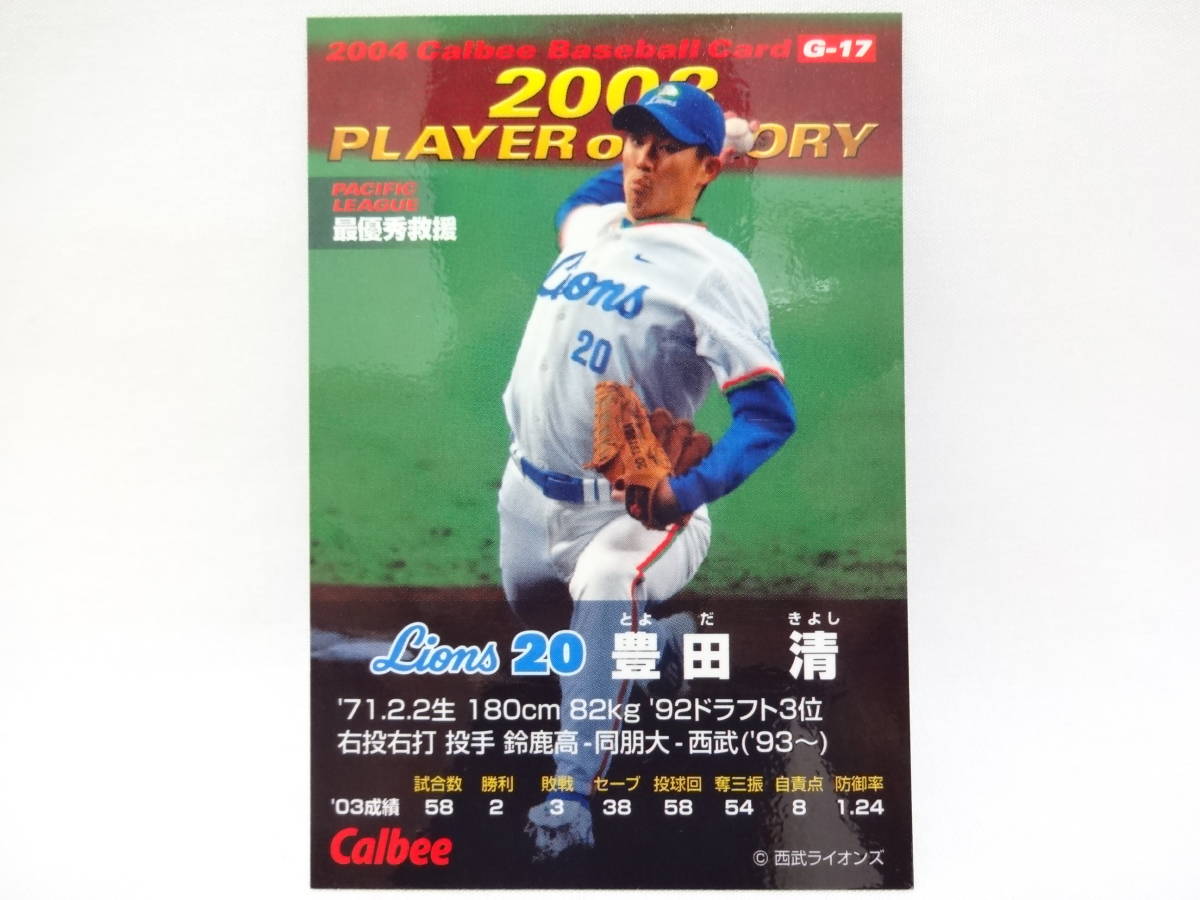 2004 Calbee Baseball Card G-17
2003
PLAYER of GLORY
PACIFIC
LEAGUE
最優秀救援
Lions
Lions
20
とよ だ きよし
Lions 20 豊田 清
'71.2.2生 180cm 82kg '92ドラフト3位
右投右打 投手 鈴鹿高-同朋大-西武('93〜)
試合数 勝利 敗戦 セーブ 投球回 奪三振 自責点 防御率
'03成績 58 2 3 38 58 54 8 1.24
Calbee
© 西武ライオンズ